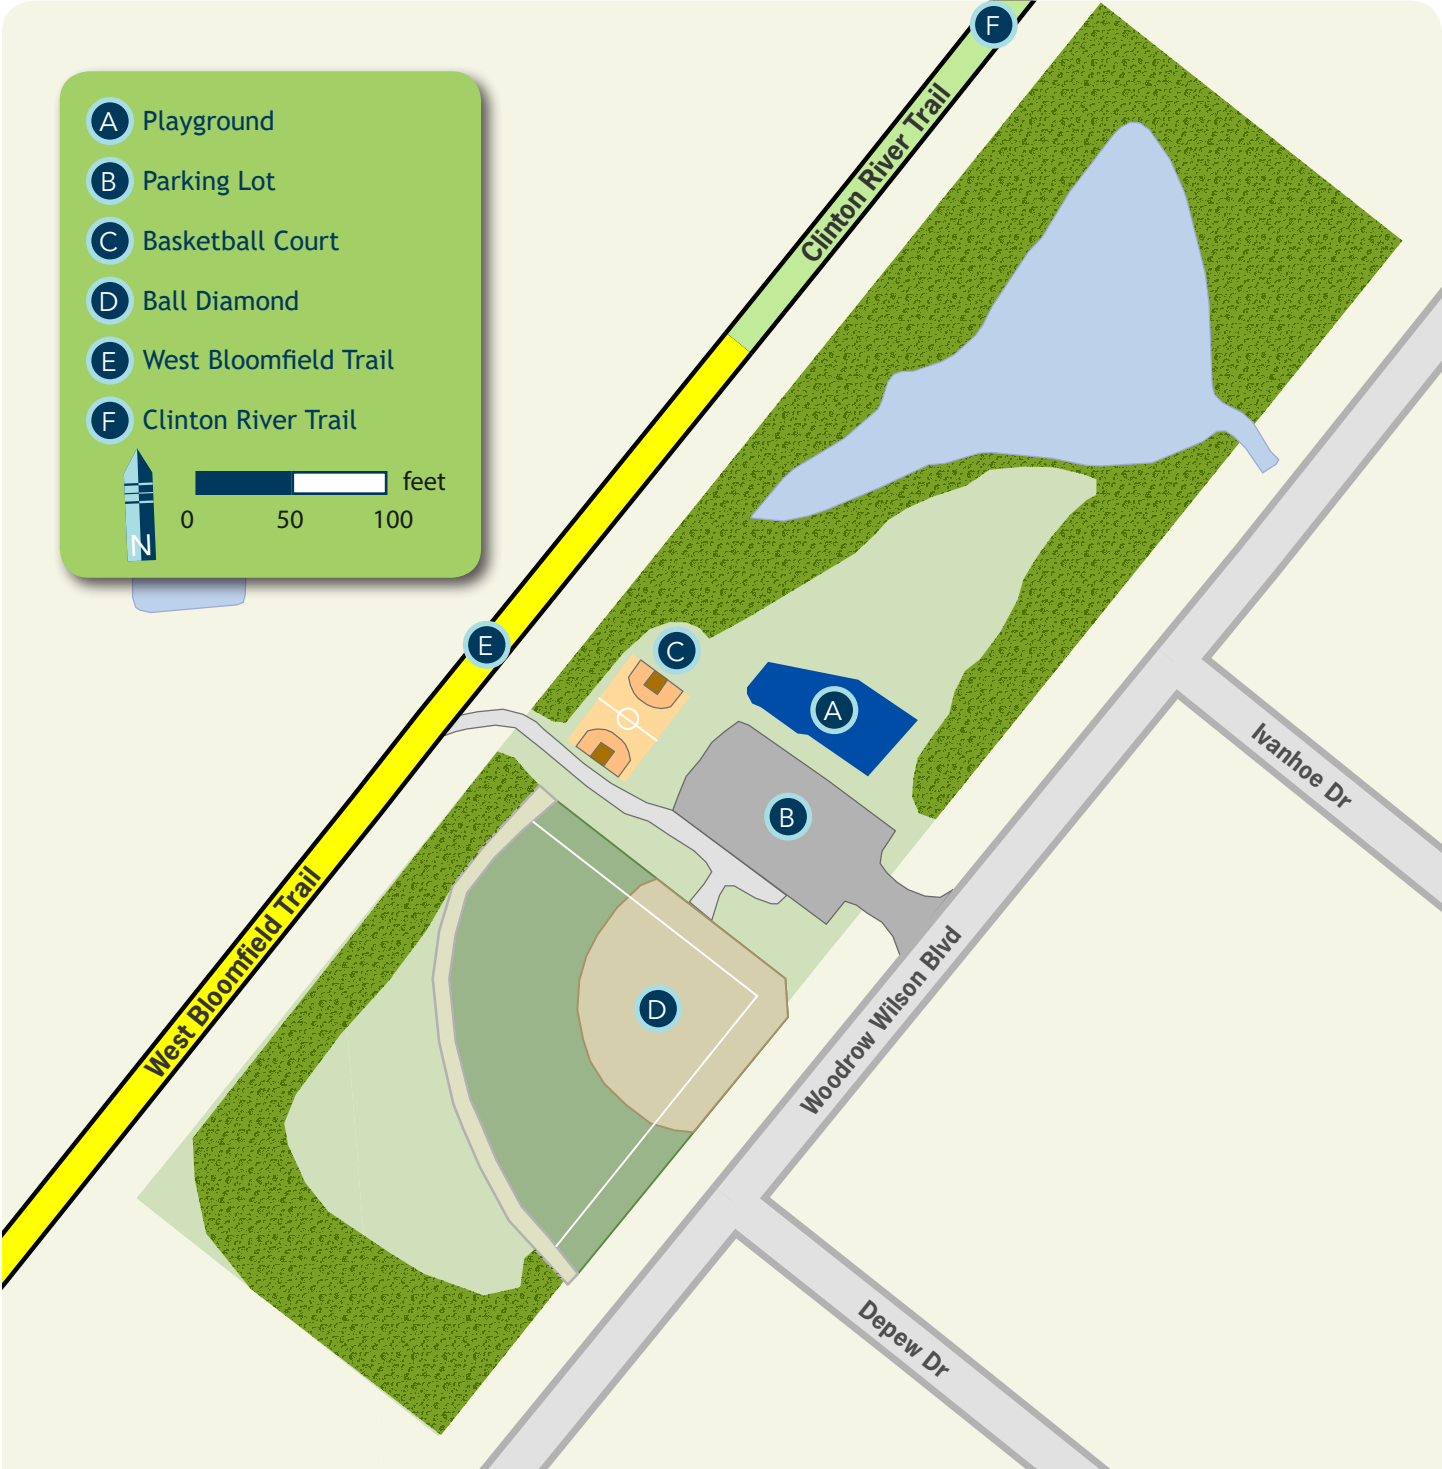 A Playground
B Parking Lot
C Basketball Court
D Ball Diamond
E West Bloomfield Trail
F Clinton River Trail
feet
0 50 100
N
F
Clinton River Trail
E
C
A
B
D
West Bloomfield Trail
Woodrow Wilson Blvd
Ivanhoe Dr
Depew Dr